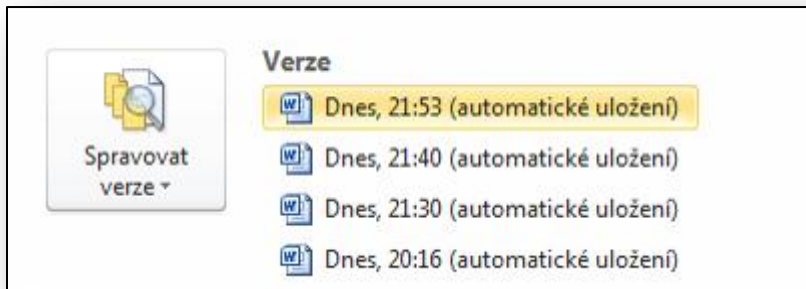 Spravovat
verze
Verze
Dnes, 21:53 (automatické uložení)
Dnes, 21:40 (automatické uložení)
Dnes, 21:30 (automatické uložení)
Dnes, 20:16 (automatické uložení)